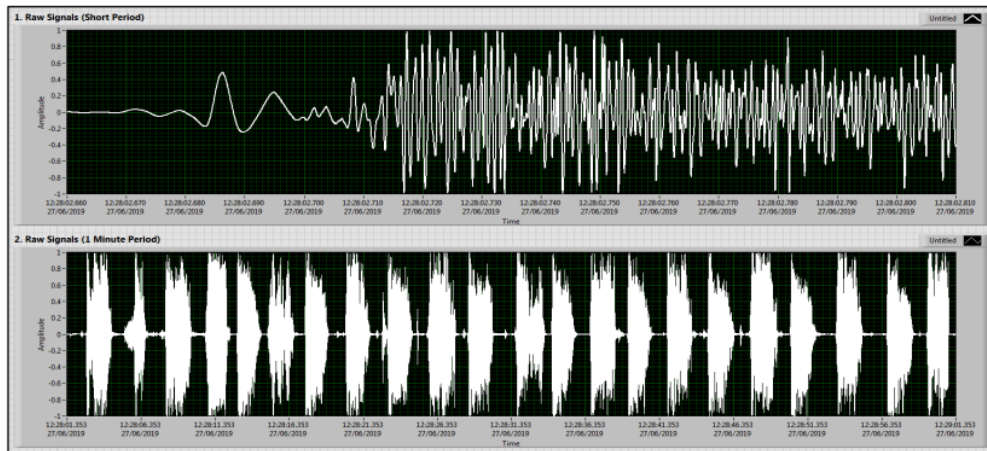 1. Raw Signals (Short Period)
Untitled
1
0.8
0.6
0.4
0.2
0
-0.2
-0.4
-0.6
-0.8
-1
Amplitude
12:28:02.660 12:28:02.670 12:28:02.680 12:28:02.690 12:28:02.700 12:28:02.710 12:28:02.720 12:28:02.730 12:28:02.740 12:28:02.750 12:28:02.760 12:28:02.770 12:28:02.780 12:28:02.790 12:28:02.800 12:28:02.810
27/06/2019 27/06/2019 27/06/2019 27/06/2019 27/06/2019 27/06/2019 27/06/2019 27/06/2019 27/06/2019 27/06/2019 27/06/2019 27/06/2019 27/06/2019 27/06/2019 27/06/2019 27/06/2019
Time
2. Raw Signals (1 Minute Period)
Untitled
1
0.8
0.6
0.4
0.2
0
-0.2
-0.4
-0.6
-0.8
-1
Amplitude
12:28:01.353 12:28:06.353 12:28:11.353 12:28:16.353 12:28:21.353 12:28:26.353 12:28:31.353 12:28:36.353 12:28:41.353 12:28:46.353 12:28:51.353 12:28:56.353 12:29:01.353
27/06/2019 27/06/2019 27/06/2019 27/06/2019 27/06/2019 27/06/2019 27/06/2019 27/06/2019 27/06/2019 27/06/2019 27/06/2019 27/06/2019 27/06/2019
Time